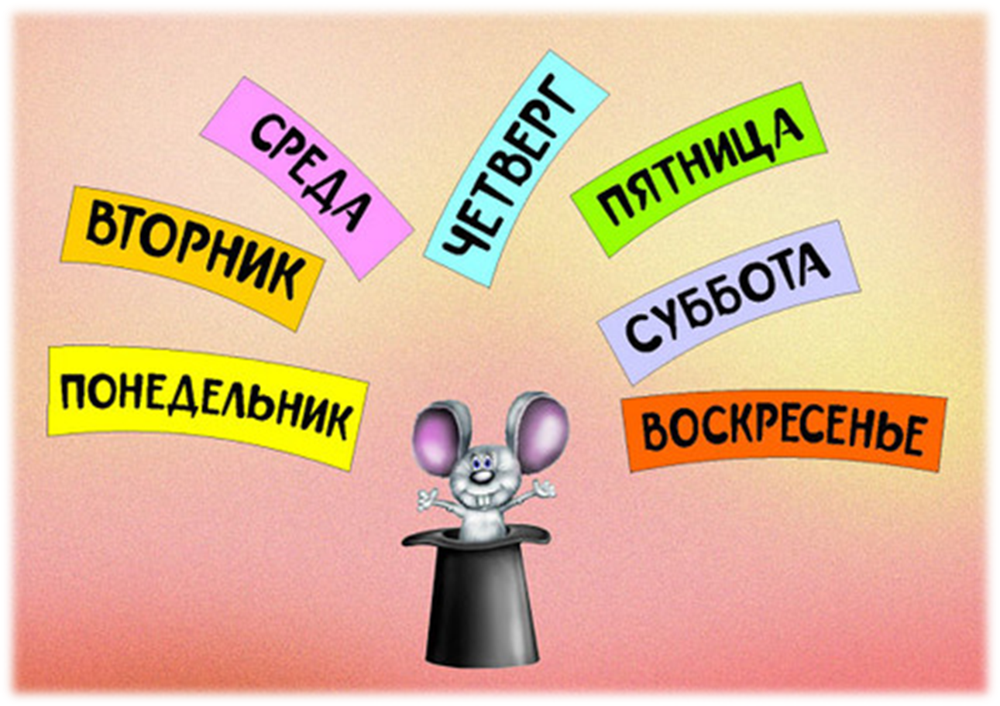 ПОНЕДЕЛЬНИК
ВТОРНИК
СРЕДА
ЧЕТВЕРГ
ПЯТНИЦА
СУББОТА
ВОСКРЕСЕНЬЕ